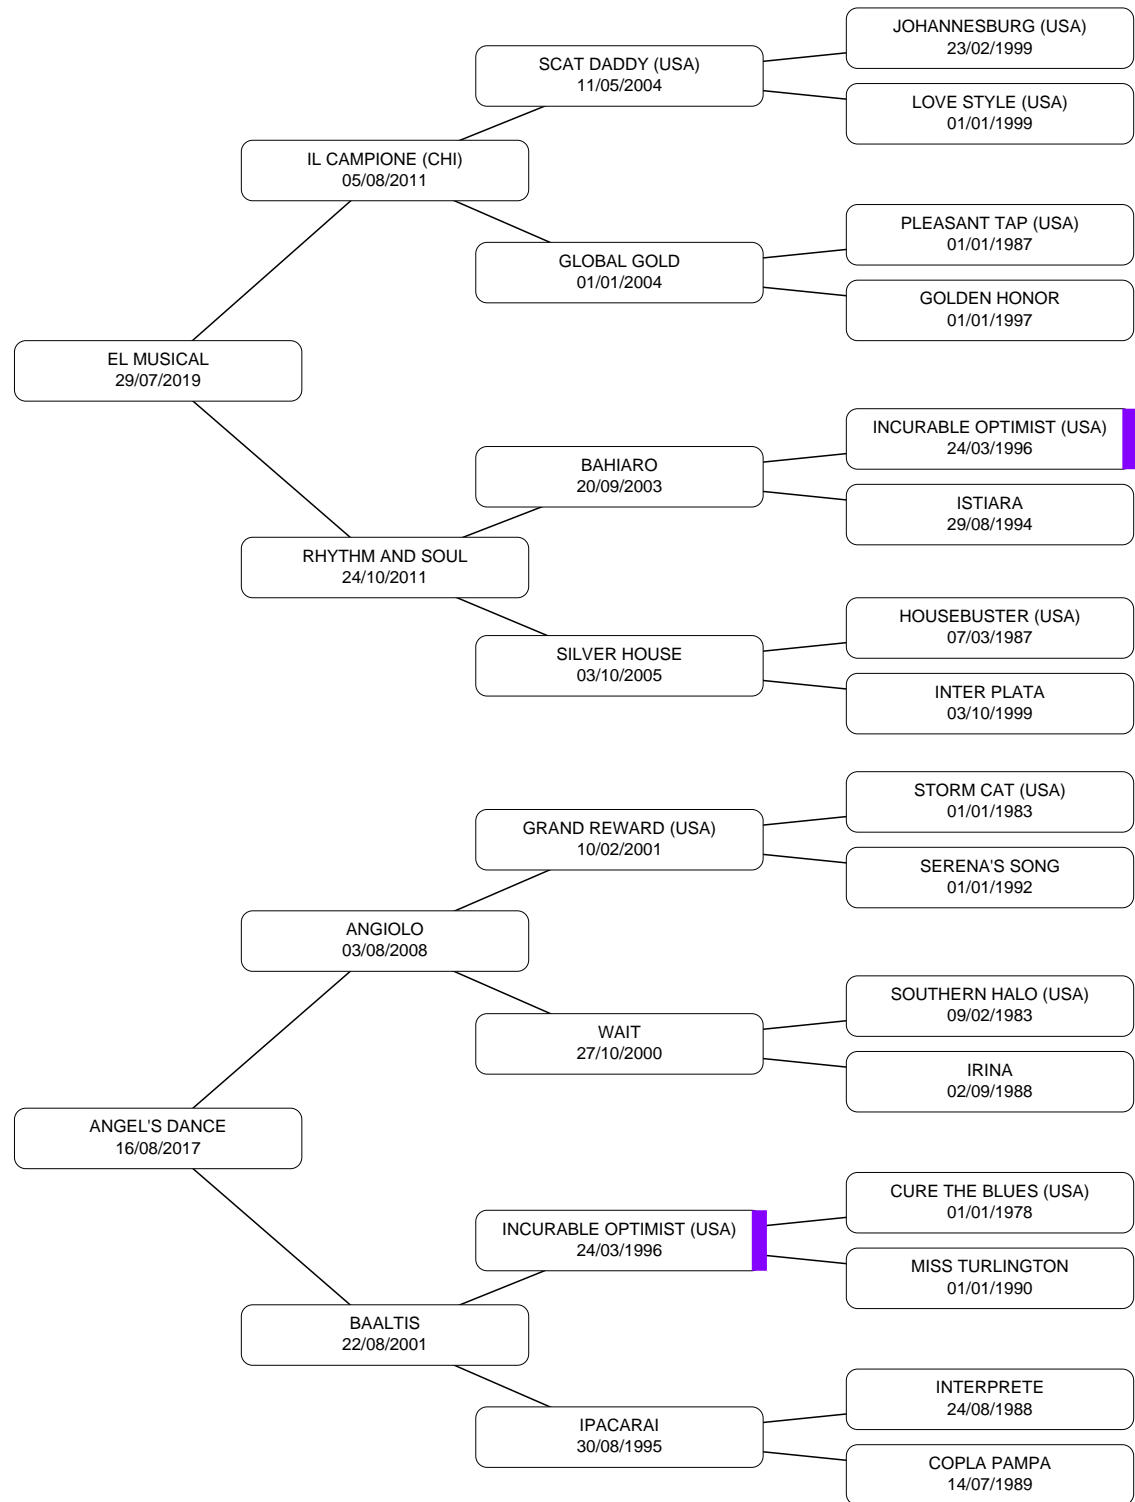 JOHANNESBURG (USA)
23/02/1999
SCAT DADDY (USA)
11/05/2004
LOVE STYLE (USA)
01/01/1999
IL CAMPIONE (CHI)
05/08/2011
PLEASANT TAP (USA)
01/01/1987
GLOBAL GOLD
01/01/2004
GOLDEN HONOR
01/01/1997
EL MUSICAL
29/07/2019
INCURABLE OPTIMIST (USA)
24/03/1996
BAHIARO
20/09/2003
ISTIARA
29/08/1994
RHYTHM AND SOUL
24/10/2011
HOUSEBUSTER (USA)
07/03/1987
SILVER HOUSE
03/10/2005
INTER PLATA
03/10/1999
STORM CAT (USA)
01/01/1983
GRAND REWARD (USA)
10/02/2001
SERENA'S SONG
01/01/1992
ANGIOLO
03/08/2008
SOUTHERN HALO (USA)
09/02/1983
WAIT
27/10/2000
IRINA
02/09/1988
ANGEL'S DANCE
16/08/2017
CURE THE BLUES (USA)
01/01/1978
INCURABLE OPTIMIST (USA)
24/03/1996
MISS TURLINGTON
01/01/1990
BAALTIS
22/08/2001
INTERPRETE
24/08/1988
IPACARAI
30/08/1995
COPLA PAMPA
14/07/1989